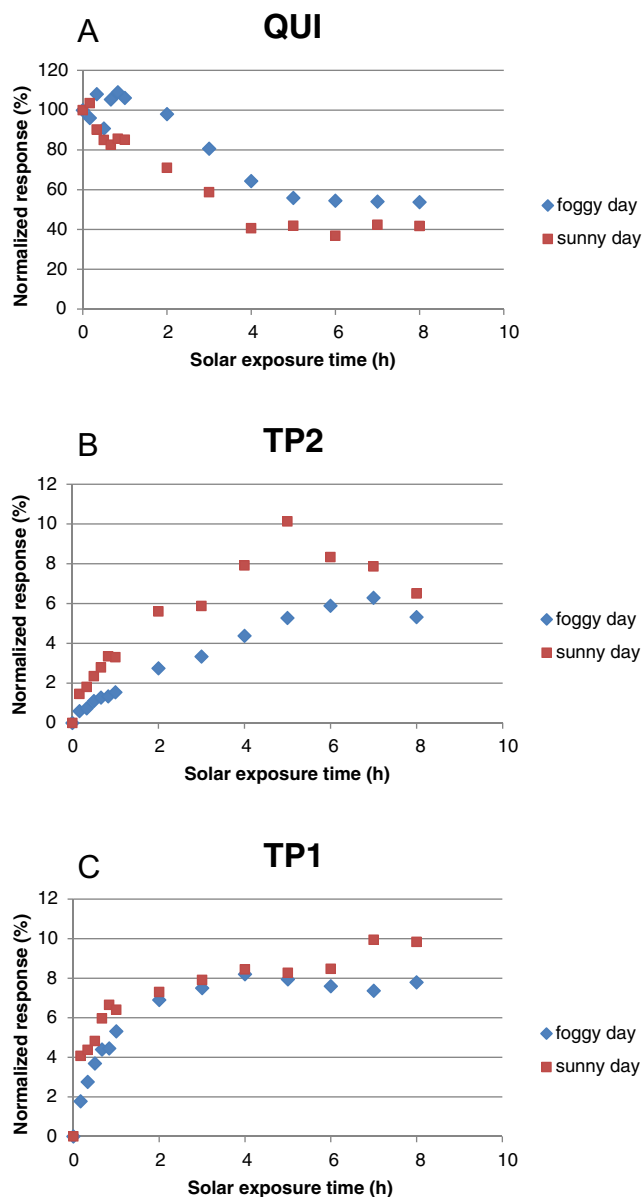 A
QUI
Normalized response (%)
120
100
80
60
40
20
0
0 2 4 6 8 10
Solar exposure time (h)
foggy day
sunny day
B
TP2
Normalized response (%)
12
10
8
6
4
2
0
0 2 4 6 8 10
Solar exposure time (h)
foggy day
sunny day
C
TP1
Normalized response (%)
12
10
8
6
4
2
0
0 2 4 6 8 10
Solar exposure time (h)
foggy day
sunny day